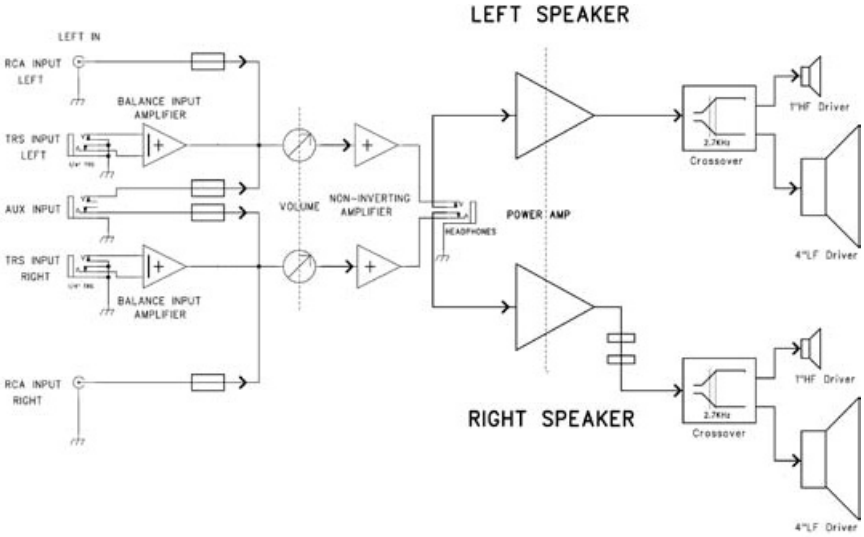 LEFT SPEAKER
LEFT IN
RCA INPUT
LEFT
BALANCE INPUT
AMPLIFIER
TRS INPUT
LEFT
1/4" TRS
AUX INPUT
VOLUME
NON-INVERTING
AMPLIFIER
HEADPHONES
POWER AMP
TRS INPUT
RIGHT
1/4" TRS
BALANCE INPUT
AMPLIFIER
RCA INPUT
RIGHT
2.7KHz
Crossover
1"HF Driver
4"LF Driver
RIGHT SPEAKER
2.7KHz
Crossover
1"HF Driver
4"LF Driver